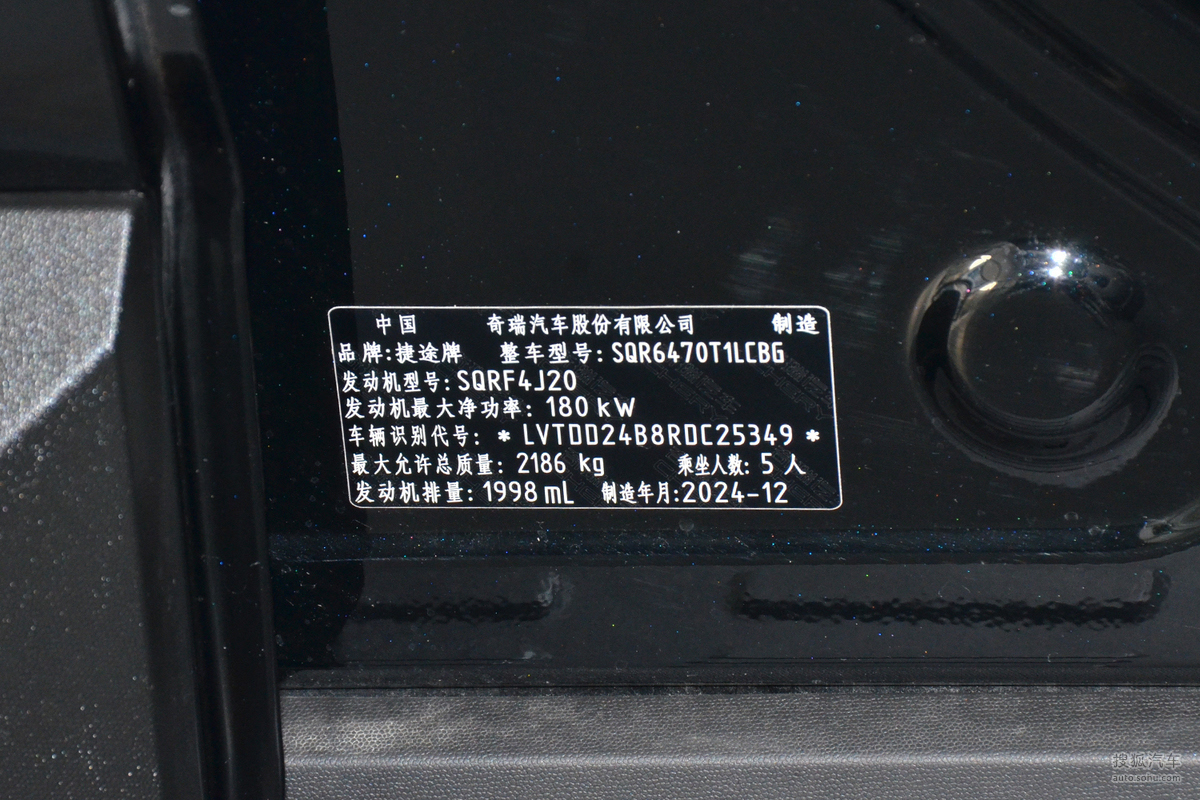 中国 奇瑞汽车股份有限公司 制造
品牌:捷途牌 整车型号:SQR6470T1LCBG
发动机型号:SQRF4J20
发动机最大净功率: 180 kW
车辆识别代号: * LVTDD24B8RDC25349 *
最大允许总质量: 2186 kg 乘坐人数: 5 人
发动机排量: 1998 mL 制造年月:2024-12
搜狐汽车
auto.sohu.com